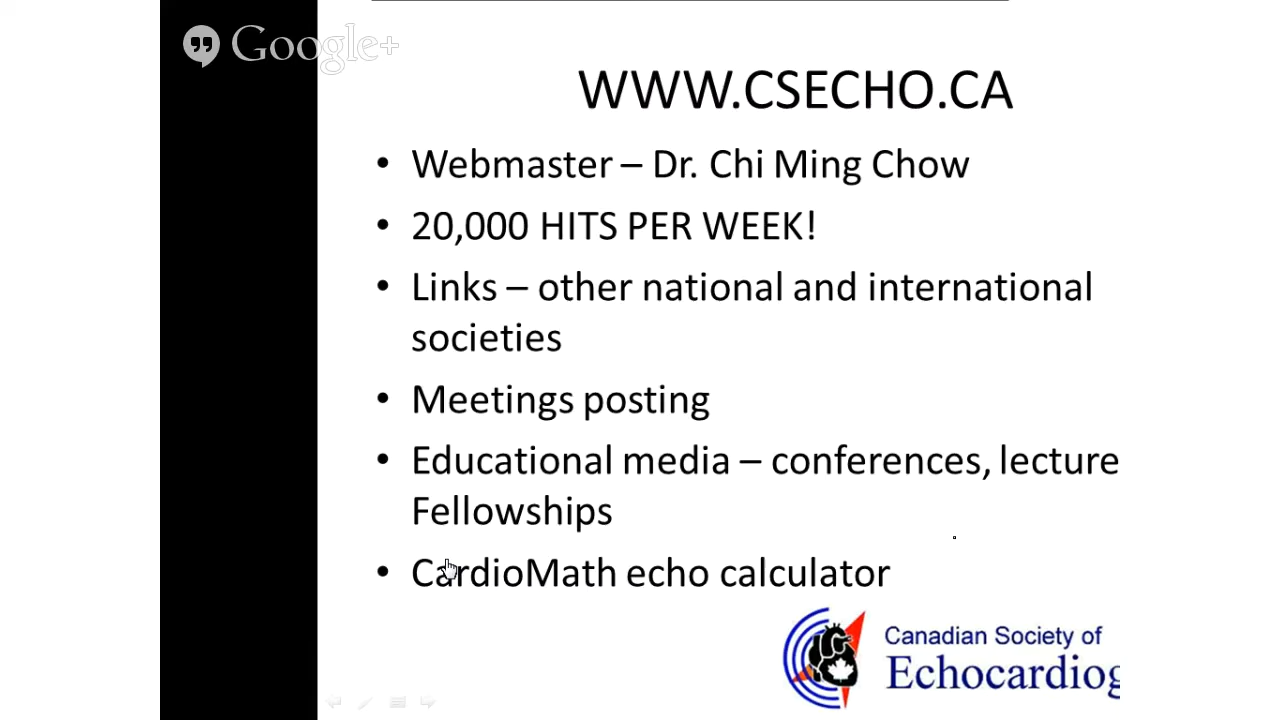 Google+
WWW.CSECHO.CA
• Webmaster – Dr. Chi Ming Chow
• 20,000 HITS PER WEEK!
• Links – other national and international
societies
• Meetings posting
• Educational media – conferences, lecture
Fellowships
• CardioMath echo calculator
Canadian Society of
Echocardiog